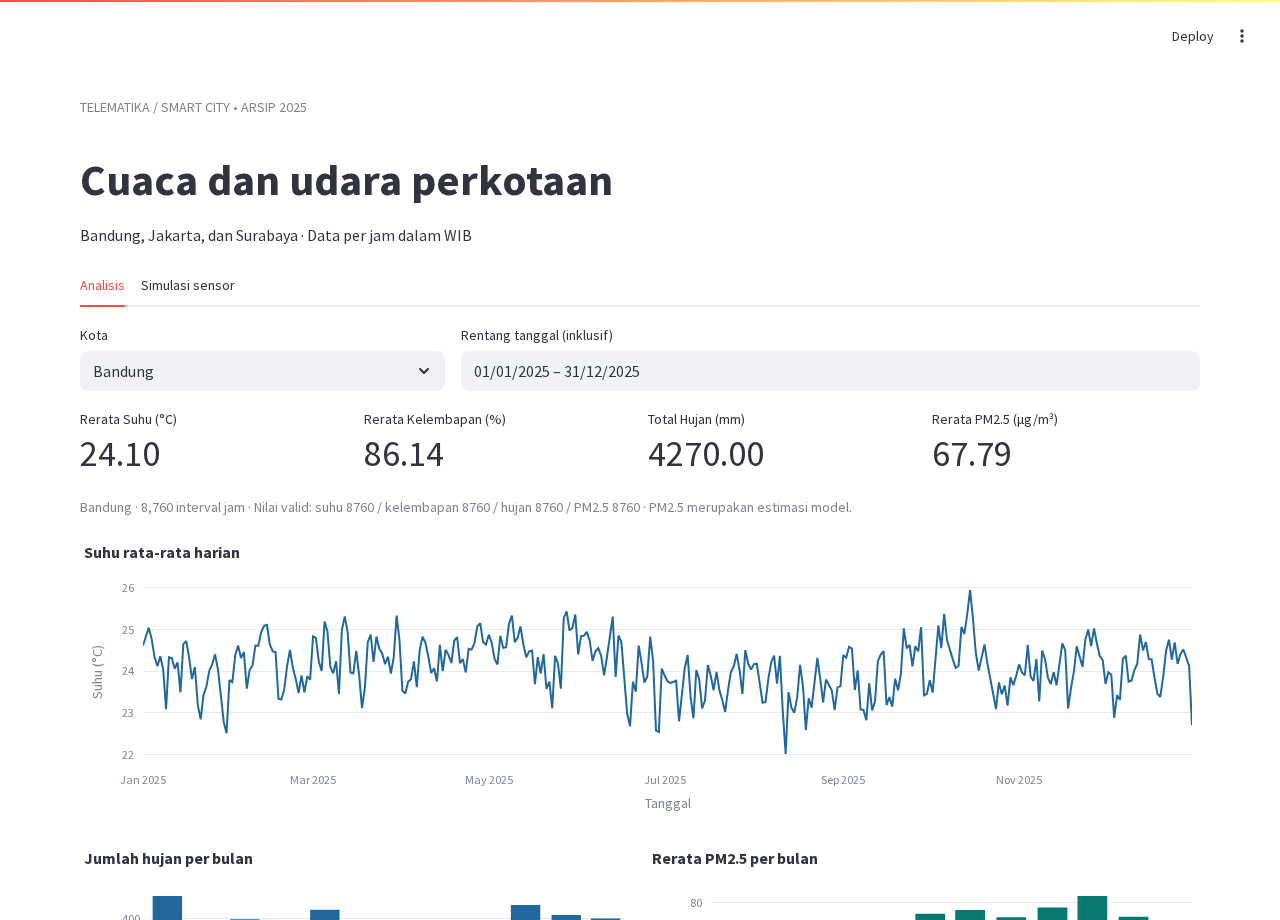 Deploy
TELEMATIKA / SMART CITY • ARSIP 2025
Cuaca dan udara perkotaan
Bandung, Jakarta, dan Surabaya · Data per jam dalam WIB
Analisis Simulasi sensor
Kota Rentang tanggal (inklusif)
Bandung 01/01/2025 – 31/12/2025
Rerata Suhu (°C) Rerata Kelembapan (%) Total Hujan (mm) Rerata PM2.5 (µg/m³)
24.10 86.14 4270.00 67.79
Bandung · 8,760 interval jam · Nilai valid: suhu 8760 / kelembapan 8760 / hujan 8760 / PM2.5 8760 · PM2.5 merupakan estimasi model.
Suhu rata-rata harian
26
25
24
23
22
Suhu (°C)
Jan 2025 Mar 2025 May 2025 Jul 2025 Sep 2025 Nov 2025
Tanggal
Jumlah hujan per bulan Rerata PM2.5 per bulan
80
400